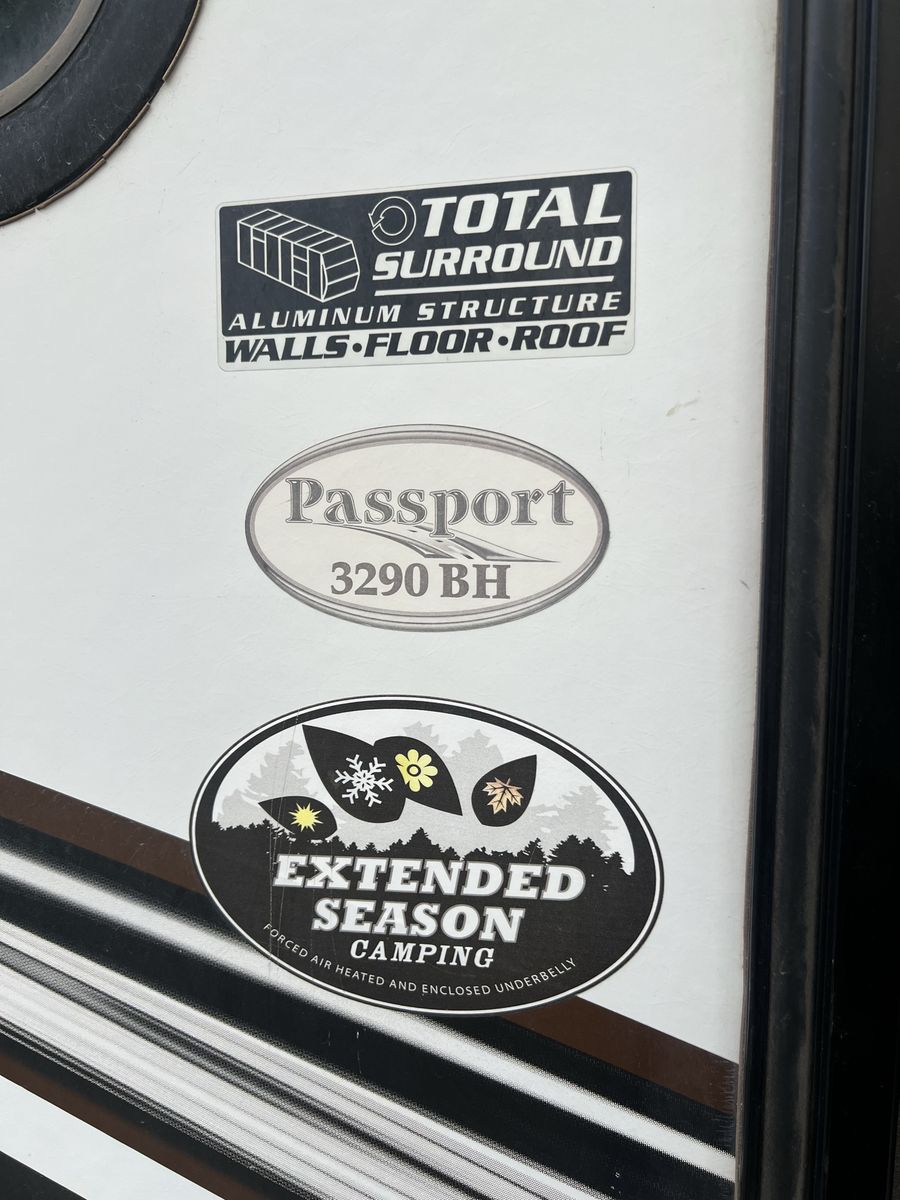 TOTAL
SURROUND
ALUMINUM STRUCTURE
WALLS•FLOOR•ROOF
Passport
3290 BH
EXTENDED
SEASON
CAMPING
FORCED AIR HEATED AND ENCLOSED UNDERBELLY